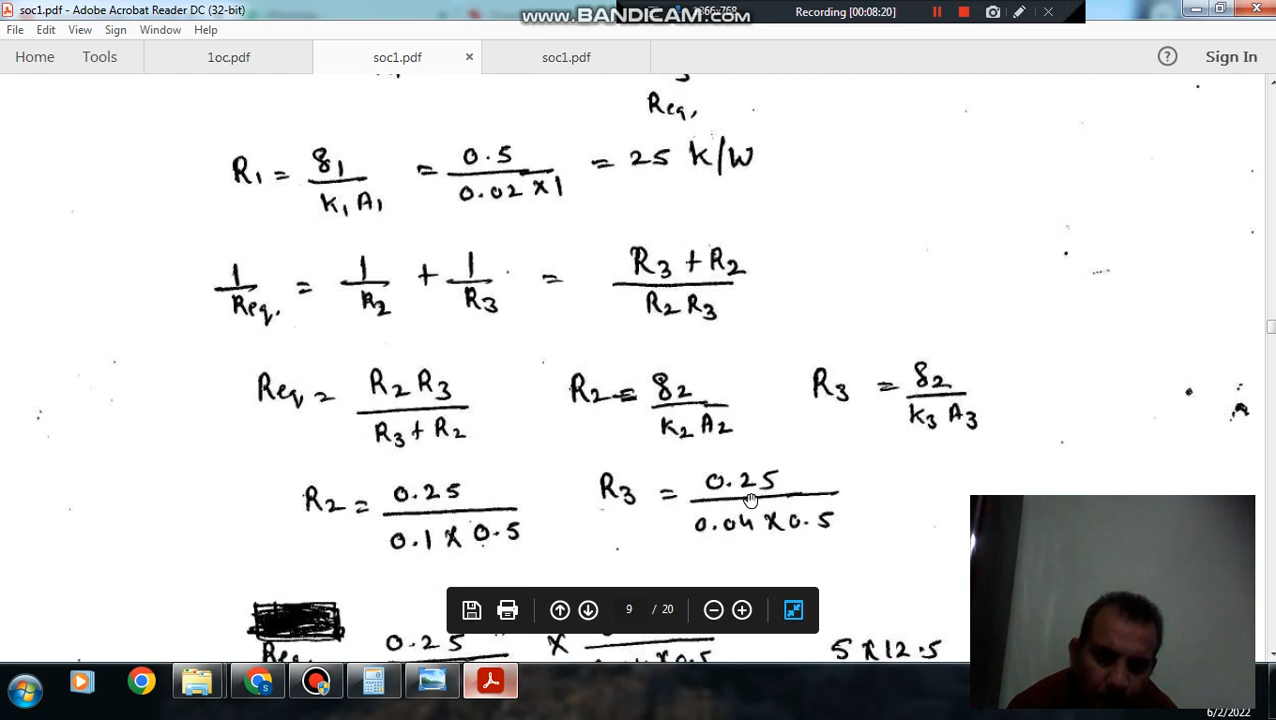 soc1.pdf - Adobe Acrobat Reader DC (32-bit)
www.BANDICAM.com
Recording [00:08:20]
File Edit View Sign Window Help
Home Tools 1oc.pdf soc1.pdf × soc1.pdf Sign In
Req,
R₁ = δ₁ / K₁A₁ = 0.5 / 0.02 × 1 = 25 K/W
1 / Req. = 1 / R₂ + 1 / R₃ = R₃ + R₂ / R₂ R₃
Req = R₂ R₃ / R₃ + R₂ R₂ = δ₂ / K₂ A₂ R₃ = δ₂ / K₃ A₃
R₂ = 0.25 / 0.1 × 0.5 R₃ = 0.25 / 0.04 × 0.5
9 / 20
Req 0.25 × 5 × 12.5
6/2/2022